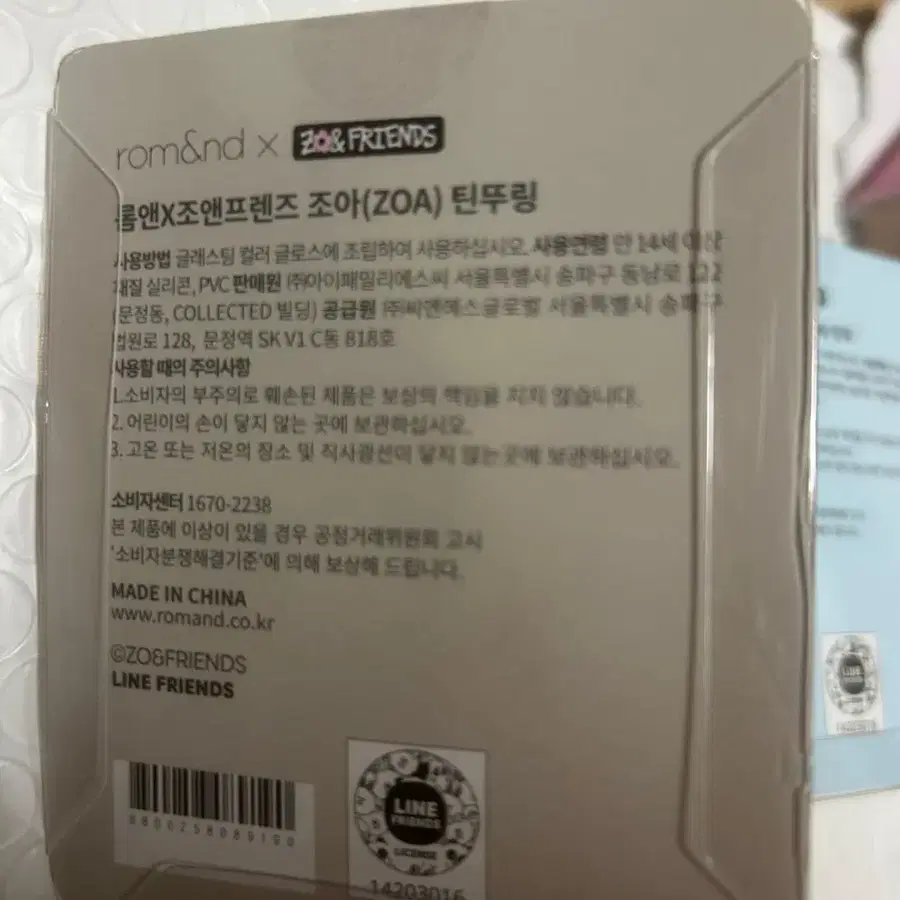 rom&nd × ZO&FRIENDS
롬앤X조앤프렌즈 조아(ZOA) 틴뚜링
사용방법 글래스팅 컬러 글로스에 조립하여 사용하십시오. 사용연령 만 14세 이상
재질 실리콘, PVC 판매원 ㈜아이패밀리에스씨 서울특별시 송파구 동남로 122
(문정동, COLLECTED 빌딩) 공급원 ㈜씨엔에스글로벌 서울특별시 송파구
법원로 128, 문정역 SK V1 C동 818호
사용할 때의 주의사항
1.소비자의 부주의로 훼손된 제품은 보상의 책임을 지지 않습니다.
2. 어린이의 손이 닿지 않는 곳에 보관하십시오.
3. 고온 또는 저온의 장소 및 직사광선이 닿지 않는 곳에 보관하십시오.
소비자센터 1670-2238
본 제품에 이상이 있을 경우 공정거래위원회 고시
'소비자분쟁해결기준'에 의해 보상해 드립니다.
MADE IN CHINA
www.romand.co.kr
©ZO&FRIENDS
LINE FRIENDS
LINE
FRIENDS
LICENSE
14203016